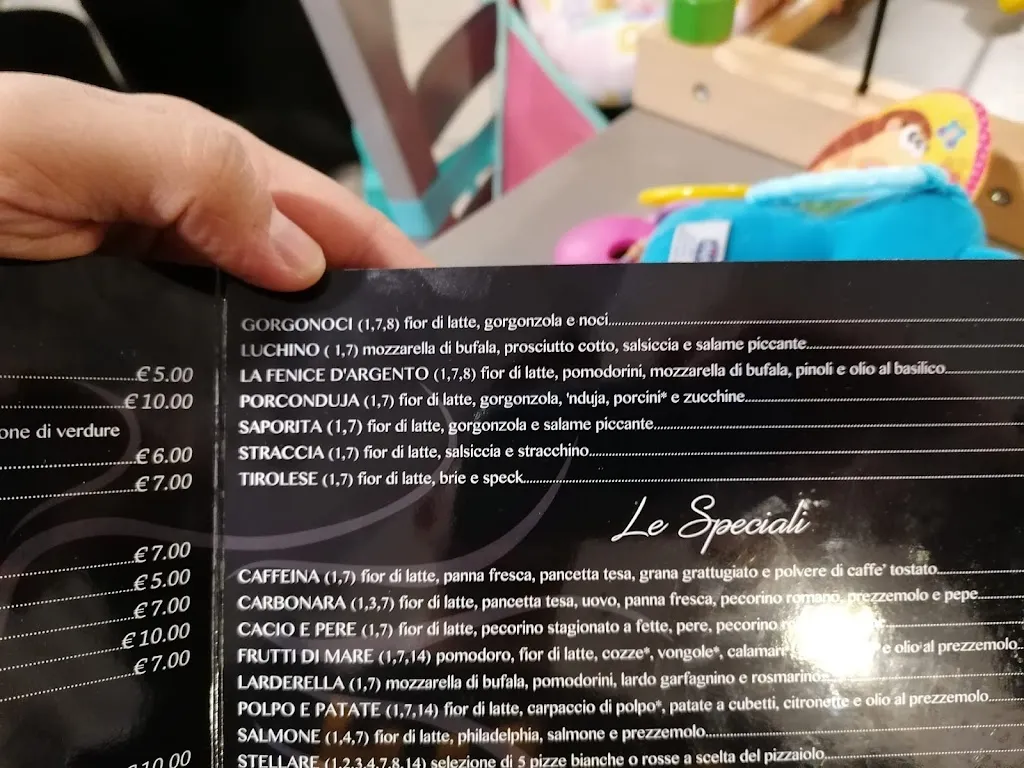 € 5.00
€ 10.00
one di verdure
€ 6.00
€ 7.00
€ 7.00
€ 5.00
€ 7.00
€ 10.00
€ 7.00
10.00
GORGONOCI (1,7,8) fior di latte, gorgonzola e noci
LUCHINO ( 1,7) mozzarella di bufala, prosciutto cotto, salsiccia e salame piccante
LA FENICE D'ARGENTO (1,7,8) fior di latte, pomodorini, mozzarella di bufala, pinoli e olio al basilico
PORCONDUJA (1,7) fior di latte, gorgonzola, 'nduja, porcini* e zucchine
SAPORITA (1,7) fior di latte, gorgonzola e salame piccante
STRACCIA (1,7) fior di latte, salsiccia e stracchino
TIROLESE (1,7) fior di latte, brie e speck
Le Speciali
CAFFEINA (1,7) fior di latte, panna fresca, pancetta tesa, grana grattugiato e polvere di caffe' tostato
CARBONARA (1,3,7) fior di latte, pancetta tesa, uovo, panna fresca, pecorino romano, prezzemolo e pepe
CACIO E PERE (1,7) fior di latte, pecorino stagionato a fette, pere, pecorino
FRUTTI DI MARE (1,7,14) pomodoro, fior di latte, cozze*, vongole*, calamari e olio al prezzemolo
LARDERELLA (1,7) mozzarella di bufala, pomodorini, lardo garfagnino e rosmarino
POLPO E PATATE (1,7,14) fior di latte, carpaccio di polpo*, patate a cubetti, citronette e olio al prezzemolo
SALMONE (1,4,7) fior di latte, philadelphia, salmone e prezzemolo
STELLARE (1,2,3,4,7,8,14) selezione di 5 pizze bianche o rosse a scelta del pizzaiolo